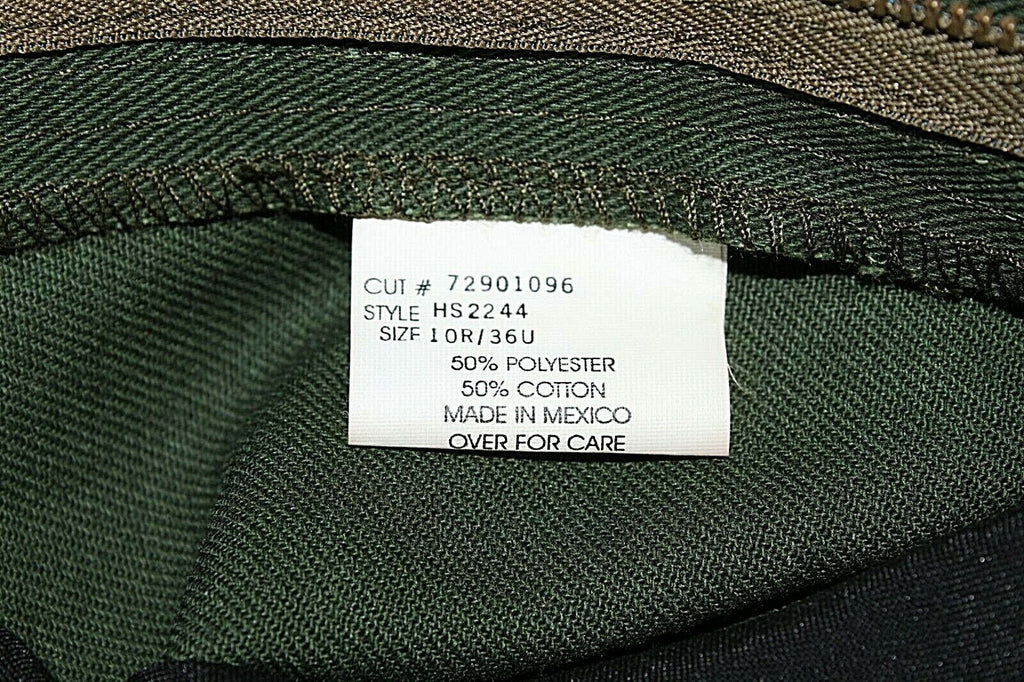 CUT # 72901096
STYLE HS2244
SIZE 10R/36U
50% POLYESTER
50% COTTON
MADE IN MEXICO
OVER FOR CARE